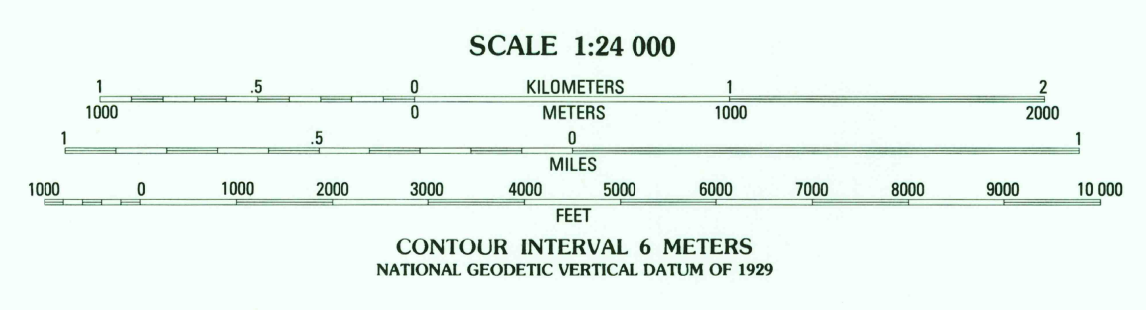 SCALE 1:24 000
1 .5 0 KILOMETERS 1 2
1000 0 METERS 1000 2000
1 .5 0 1
MILES
1000 0 1000 2000 3000 4000 5000 6000 7000 8000 9000 10 000
FEET
CONTOUR INTERVAL 6 METERS
NATIONAL GEODETIC VERTICAL DATUM OF 1929